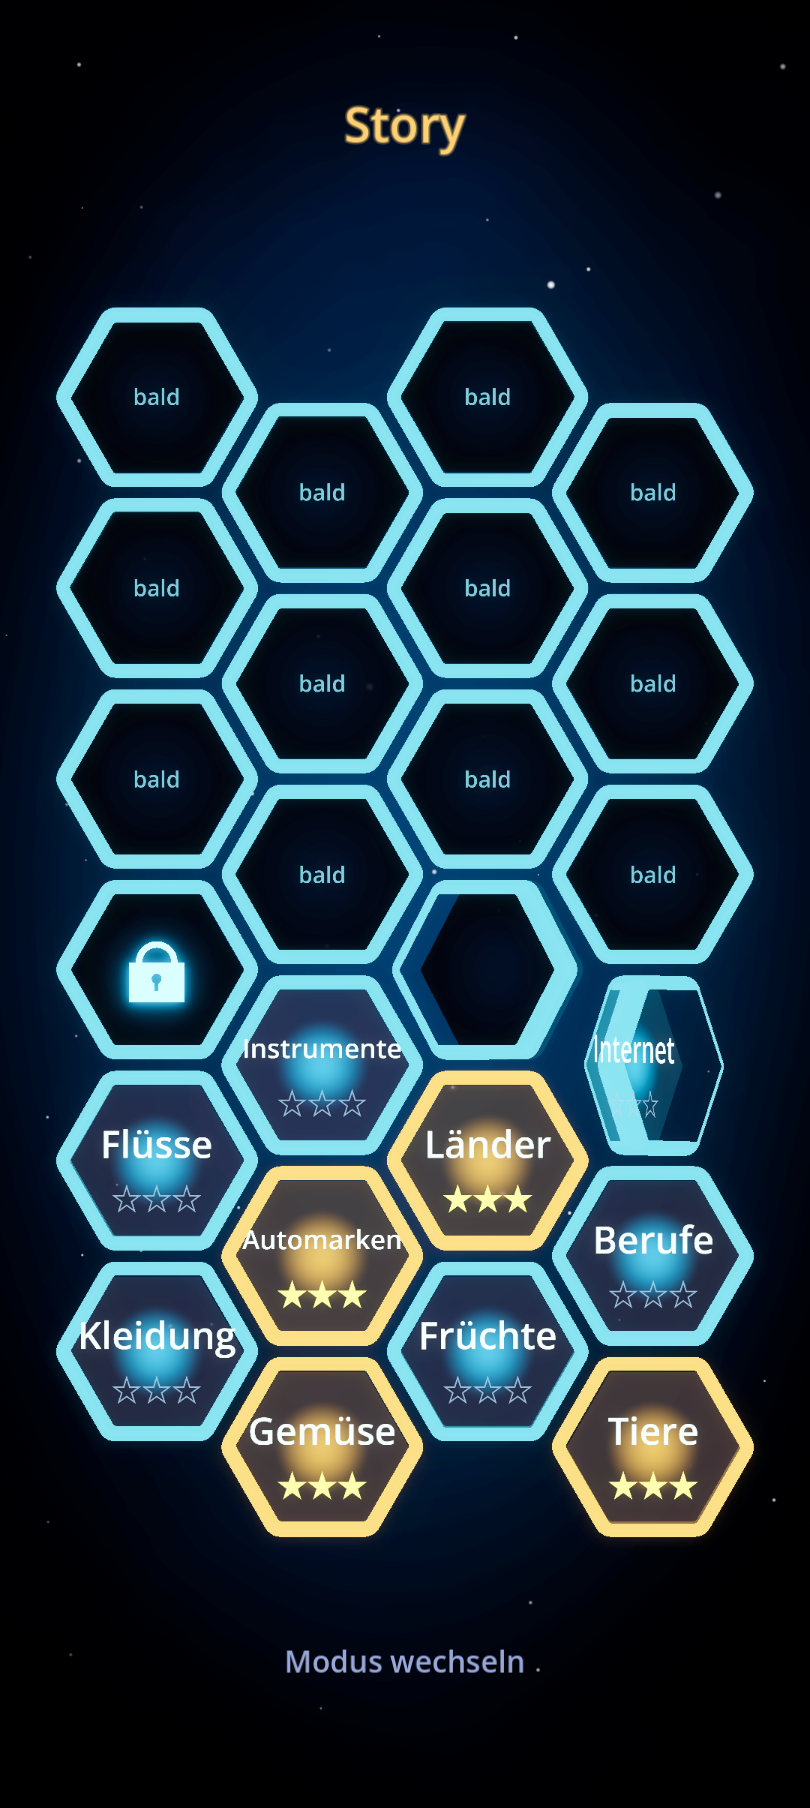 Story
bald
bald
bald
bald
bald
bald
bald
bald
bald
bald
bald
bald
Instrumente
Internet
Flüsse
Länder
Automarken
Berufe
Kleidung
Früchte
Gemüse
Tiere
Modus wechseln